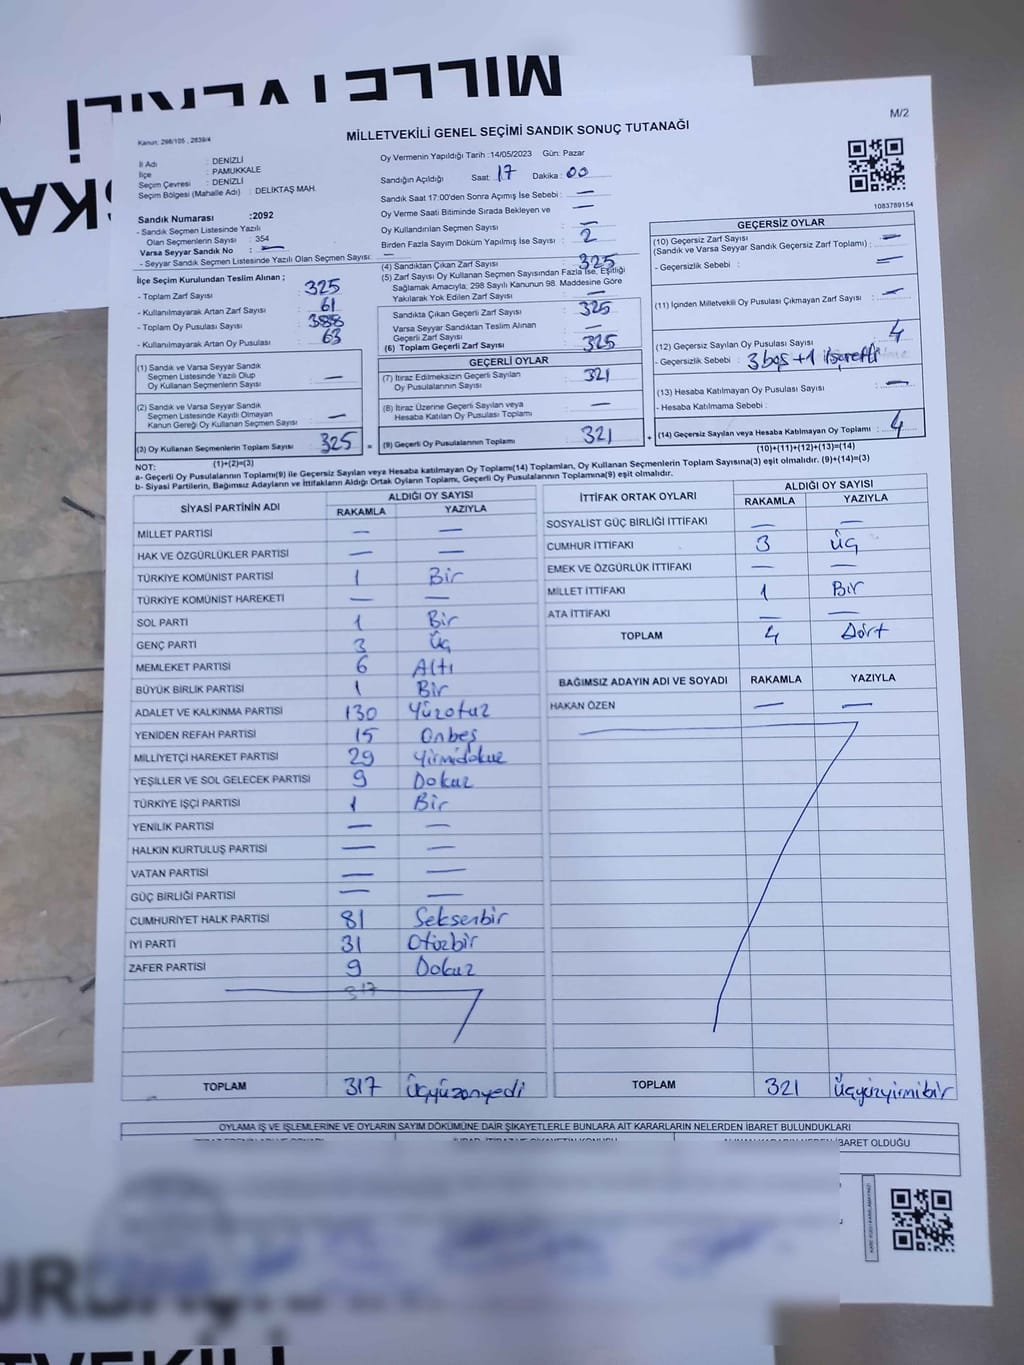 MİLLETVEKİLİ
M/2
Kanun: 298/105 , 2839/4
MİLLETVEKİLİ GENEL SEÇİMİ SANDIK SONUÇ TUTANAĞI
İl Adı : DENİZLİ
İlçe : PAMUKKALE
Seçim Çevresi : DENİZLİ
Seçim Bölgesi (Mahalle Adı) : DELİKTAŞ MAH.
Sandık Numarası :2092
- Sandık Seçmen Listesinde Yazılı
Olan Seçmenlerin Sayısı : 354
Varsa Seyyar Sandık No : —
- Seyyar Sandık Seçmen Listesinde Yazılı Olan Seçmen Sayısı: —
Oy Vermenin Yapıldığı Tarih :14/05/2023 Gün: Pazar
Sandığın Açıldığı Saat: 17 Dakika : 00
Sandık Saat 17:00'den Sonra Açımış İse Sebebi : —
Oy Verme Saati Bitiminde Sırada Bekleyen ve —
Oy Kullandırılan Seçmen Sayısı : —
Birden Fazla Sayım Döküm Yapılmış İse Sayısı : 2
1083789154
İlçe Seçim Kurulundan Teslim Alınan ;
- Toplam Zarf Sayısı : 325
- Kullanılmayarak Artan Zarf Sayısı : 61
- Toplam Oy Pusulası Sayısı : 388
- Kullanılmayarak Artan Oy Pusulası : 63
(1) Sandık ve Varsa Seyyar Sandık
Seçmen Listesinde Yazılı Olup
Oy Kullanan Seçmenlerin Sayısı : —
(2) Sandık ve Varsa Seyyar Sandık
Seçmen Listesinde Kayıtlı Olmayan
Kanun Gereği Oy Kullanan Seçmen Sayısı : —
(3) Oy Kullanan Seçmenlerin Toplam Sayısı : 325
(1)+(2)=(3)
(4) Sandıktan Çıkan Zarf Sayısı : 325
(5) Zarf Sayısı Oy Kullanan Seçmen Sayısından Fazla İse, Eşitliği
Sağlamak Amacıyla, 298 Sayılı Kanunun 98. Maddesine Göre
Yakılarak Yok Edilen Zarf Sayısı : —
Sandıkta Çıkan Geçerli Zarf Sayısı : 325
Varsa Seyyar Sandıktan Teslim Alınan
Geçerli Zarf Sayısı : —
(6) Toplam Geçerli Zarf Sayısı : 325
GEÇERLİ OYLAR
(7) İtiraz Edilmeksizin Geçerli Sayılan
Oy Pusulalarının Sayısı : 321
(8) İtiraz Üzerine Geçerli Sayılan veya
Hesaba Katılan Oy Pusulası Toplamı : —
= (9) Geçerli Oy Pusulalarının Toplamı : 321
GEÇERSİZ OYLAR
(10) Geçersiz Zarf Sayısı
(Sandık ve Varsa Seyyar Sandık Geçersiz Zarf Toplamı) : —
- Geçersizlik Sebebi : —
(11) İçinden Milletvekili Oy Pusulası Çıkmayan Zarf Sayısı : —
(12) Geçersiz Sayılan Oy Pusulası Sayısı : 4
- Geçersizlik Sebebi : 3 boş +1 işaretli
(13) Hesaba Katılmayan Oy Pusulası Sayısı : —
- Hesaba Katılmama Sebebi :
+ (14) Geçersiz Sayılan veya Hesaba Katılmayan Oy Toplamı : 4
(10)+(11)+(12)+(13)=(14)
NOT:
a- Geçerli Oy Pusulalarının Toplamı(9) ile Geçersiz Sayılan veya Hesaba katılmayan Oy Toplamı(14) Toplamları, Oy Kullanan Seçmenlerin Toplam Sayısına(3) eşit olmalıdır. (9)+(14)=(3)
b- Siyasi Partilerin, Bağımsız Adayların ve İttifakların Aldığı Ortak Oyların Toplamı, Geçerli Oy Pusulalarının Toplamına(9) eşit olmalıdır.
SİYASİ PARTİNİN ADI ALDIĞI OY SAYISI
RAKAMLA YAZIYLA
MİLLET PARTİSİ — —
HAK VE ÖZGÜRLÜKLER PARTİSİ — —
TÜRKİYE KOMÜNİST PARTİSİ 1 Bir
TÜRKİYE KOMÜNİST HAREKETİ — —
SOL PARTİ 1 Bir
GENÇ PARTİ 3 Üç
MEMLEKET PARTİSİ 6 Altı
BÜYÜK BİRLİK PARTİSİ 1 Bir
ADALET VE KALKINMA PARTİSİ 130 Yüzotuz
YENİDEN REFAH PARTİSİ 15 Onbeş
MİLLİYETÇİ HAREKET PARTİSİ 29 Yirmidokuz
YEŞİLLER VE SOL GELECEK PARTİSİ 9 Dokuz
TÜRKİYE İŞÇİ PARTİSİ 1 Bir
YENİLİK PARTİSİ — —
HALKIN KURTULUŞ PARTİSİ — —
VATAN PARTİSİ — —
GÜÇ BİRLİĞİ PARTİSİ — —
CUMHURİYET HALK PARTİSİ 81 Seksenbir
İYİ PARTİ 31 Otuzbir
ZAFER PARTİSİ 9 Dokuz
317
TOPLAM 317 Üçyüzonyedi
İTTİFAK ORTAK OYLARI ALDIĞI OY SAYISI
RAKAMLA YAZIYLA
SOSYALİST GÜÇ BİRLİĞİ İTTİFAKI — —
CUMHUR İTTİFAKI 3 Üç
EMEK VE ÖZGÜRLÜK İTTİFAKI — —
MİLLET İTTİFAKI 1 Bir
ATA İTTİFAKI — —
TOPLAM 4 Dört
BAĞIMSIZ ADAYIN ADI VE SOYADI RAKAMLA YAZIYLA
HAKAN ÖZEN — —
TOPLAM 321 Üçyüzyirmibir
OYLAMA İŞ VE İŞLEMLERİNE VE OYLARIN SAYIM DÖKÜMÜNE DAİR ŞİKAYETLERLE BUNLARA AİT KARARLARIN NELERDEN İBARET BULUNDUKLARI
İBARET OLDUĞU